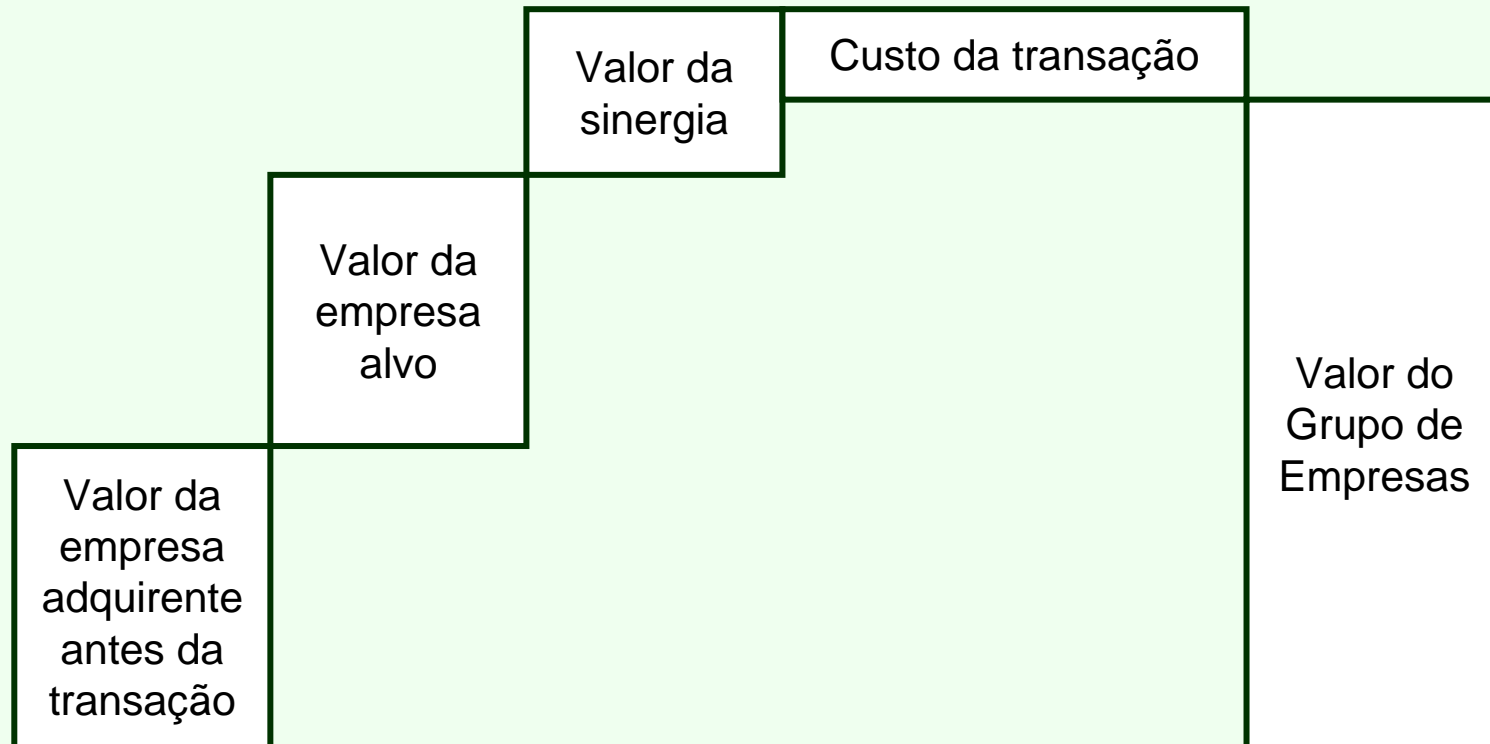 Valor da
sinergia
Custo da transação
Valor da
empresa
alvo
Valor do
Grupo de
Empresas
Valor da
empresa
adquirente
antes da
transação